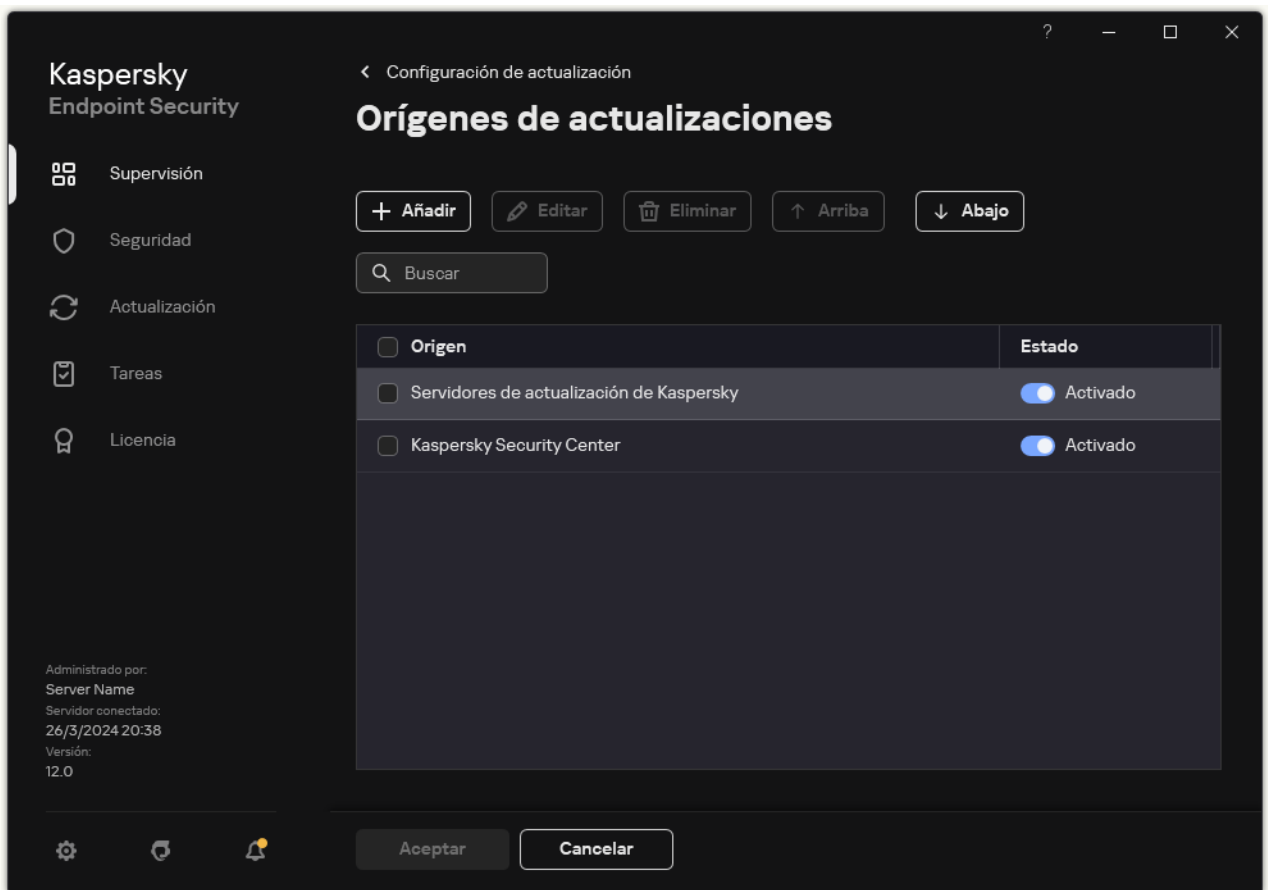 ?
Kaspersky
Endpoint Security
Supervisión
Seguridad
Actualización
Tareas
Licencia
Administrado por:
Server Name
Servidor conectado:
26/3/2024 20:38
Versión:
12.0
Configuración de actualización
Orígenes de actualizaciones
Añadir Editar Eliminar Arriba Abajo
Buscar
Origen Estado
Servidores de actualización de Kaspersky Activado
Kaspersky Security Center Activado
Aceptar Cancelar